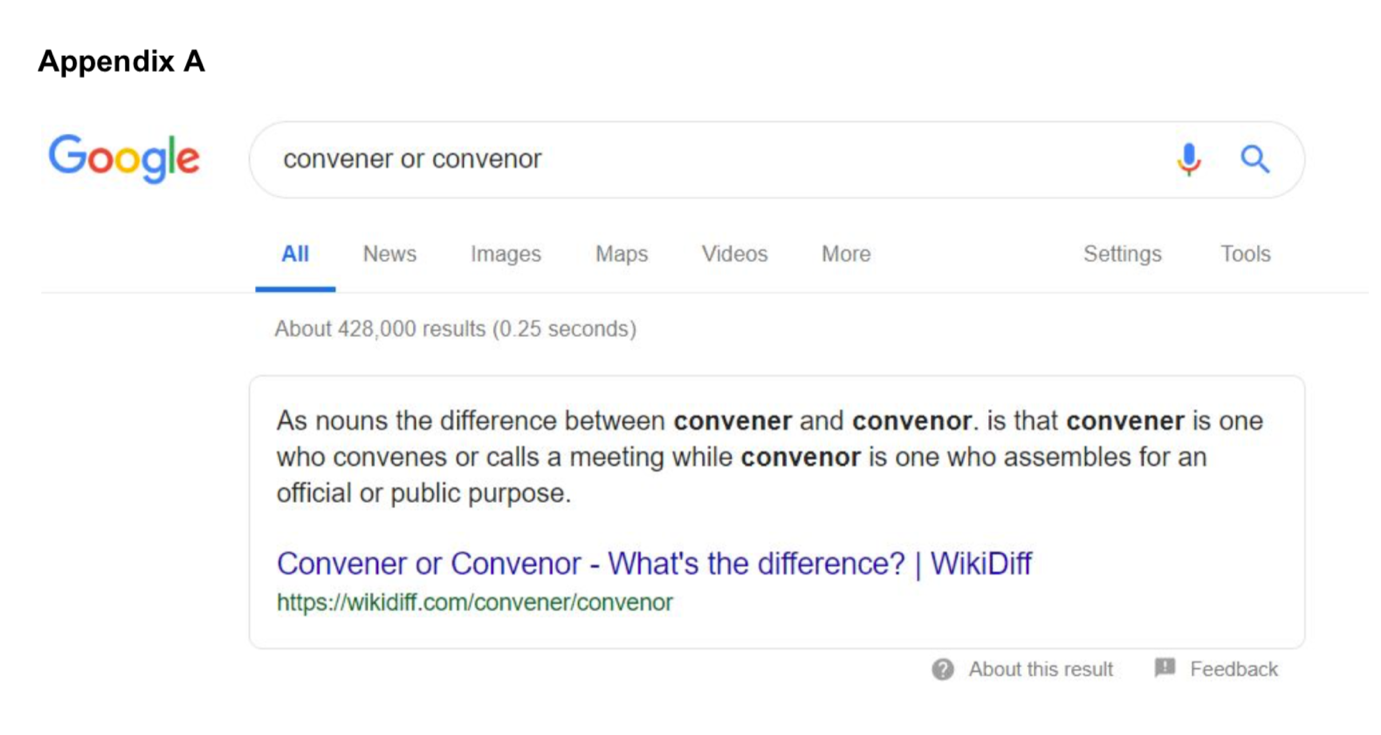 Appendix A
Google
convener or convenor
All News Images Maps Videos More Settings Tools
About 428,000 results (0.25 seconds)
As nouns the difference between convener and convenor. is that convener is one
who convenes or calls a meeting while convenor is one who assembles for an
official or public purpose.
Convener or Convenor - What's the difference? | WikiDiff
https://wikidiff.com/convener/convenor
About this result Feedback